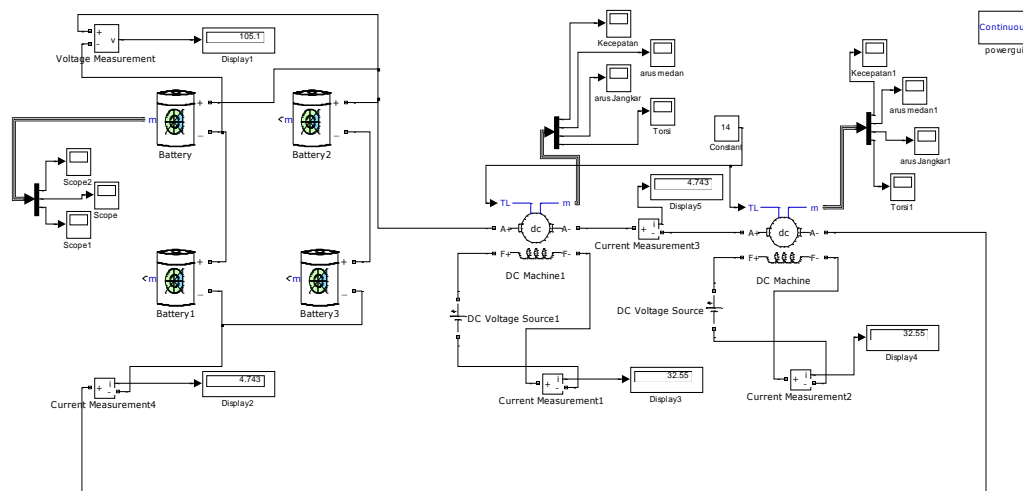 Continuous
powergui
Voltage Measurement
+
-
v
105.1
Display1
Kecepatan
arus medan
arus Jangkar
Torsi
Kecepatan1
arus medan1
arus Jangkar1
Torsi1
14
Constant
m
+
_
Battery
<m
+
_
Battery2
Scope2
Scope
Scope1
<m
+
_
Battery1
<m
+
_
Battery3
4.743
Display5
+
i
-
Current Measurement3
TL
m
A+
dc
A-
F+
F-
DC Machine1
TL
m
A+
dc
A-
F+
F-
DC Machine
DC Voltage Source1
DC Voltage Source
32.55
Display4
+
i
-
Current Measurement4
4.743
Display2
+
i
-
Current Measurement1
32.55
Display3
+
i
-
Current Measurement2